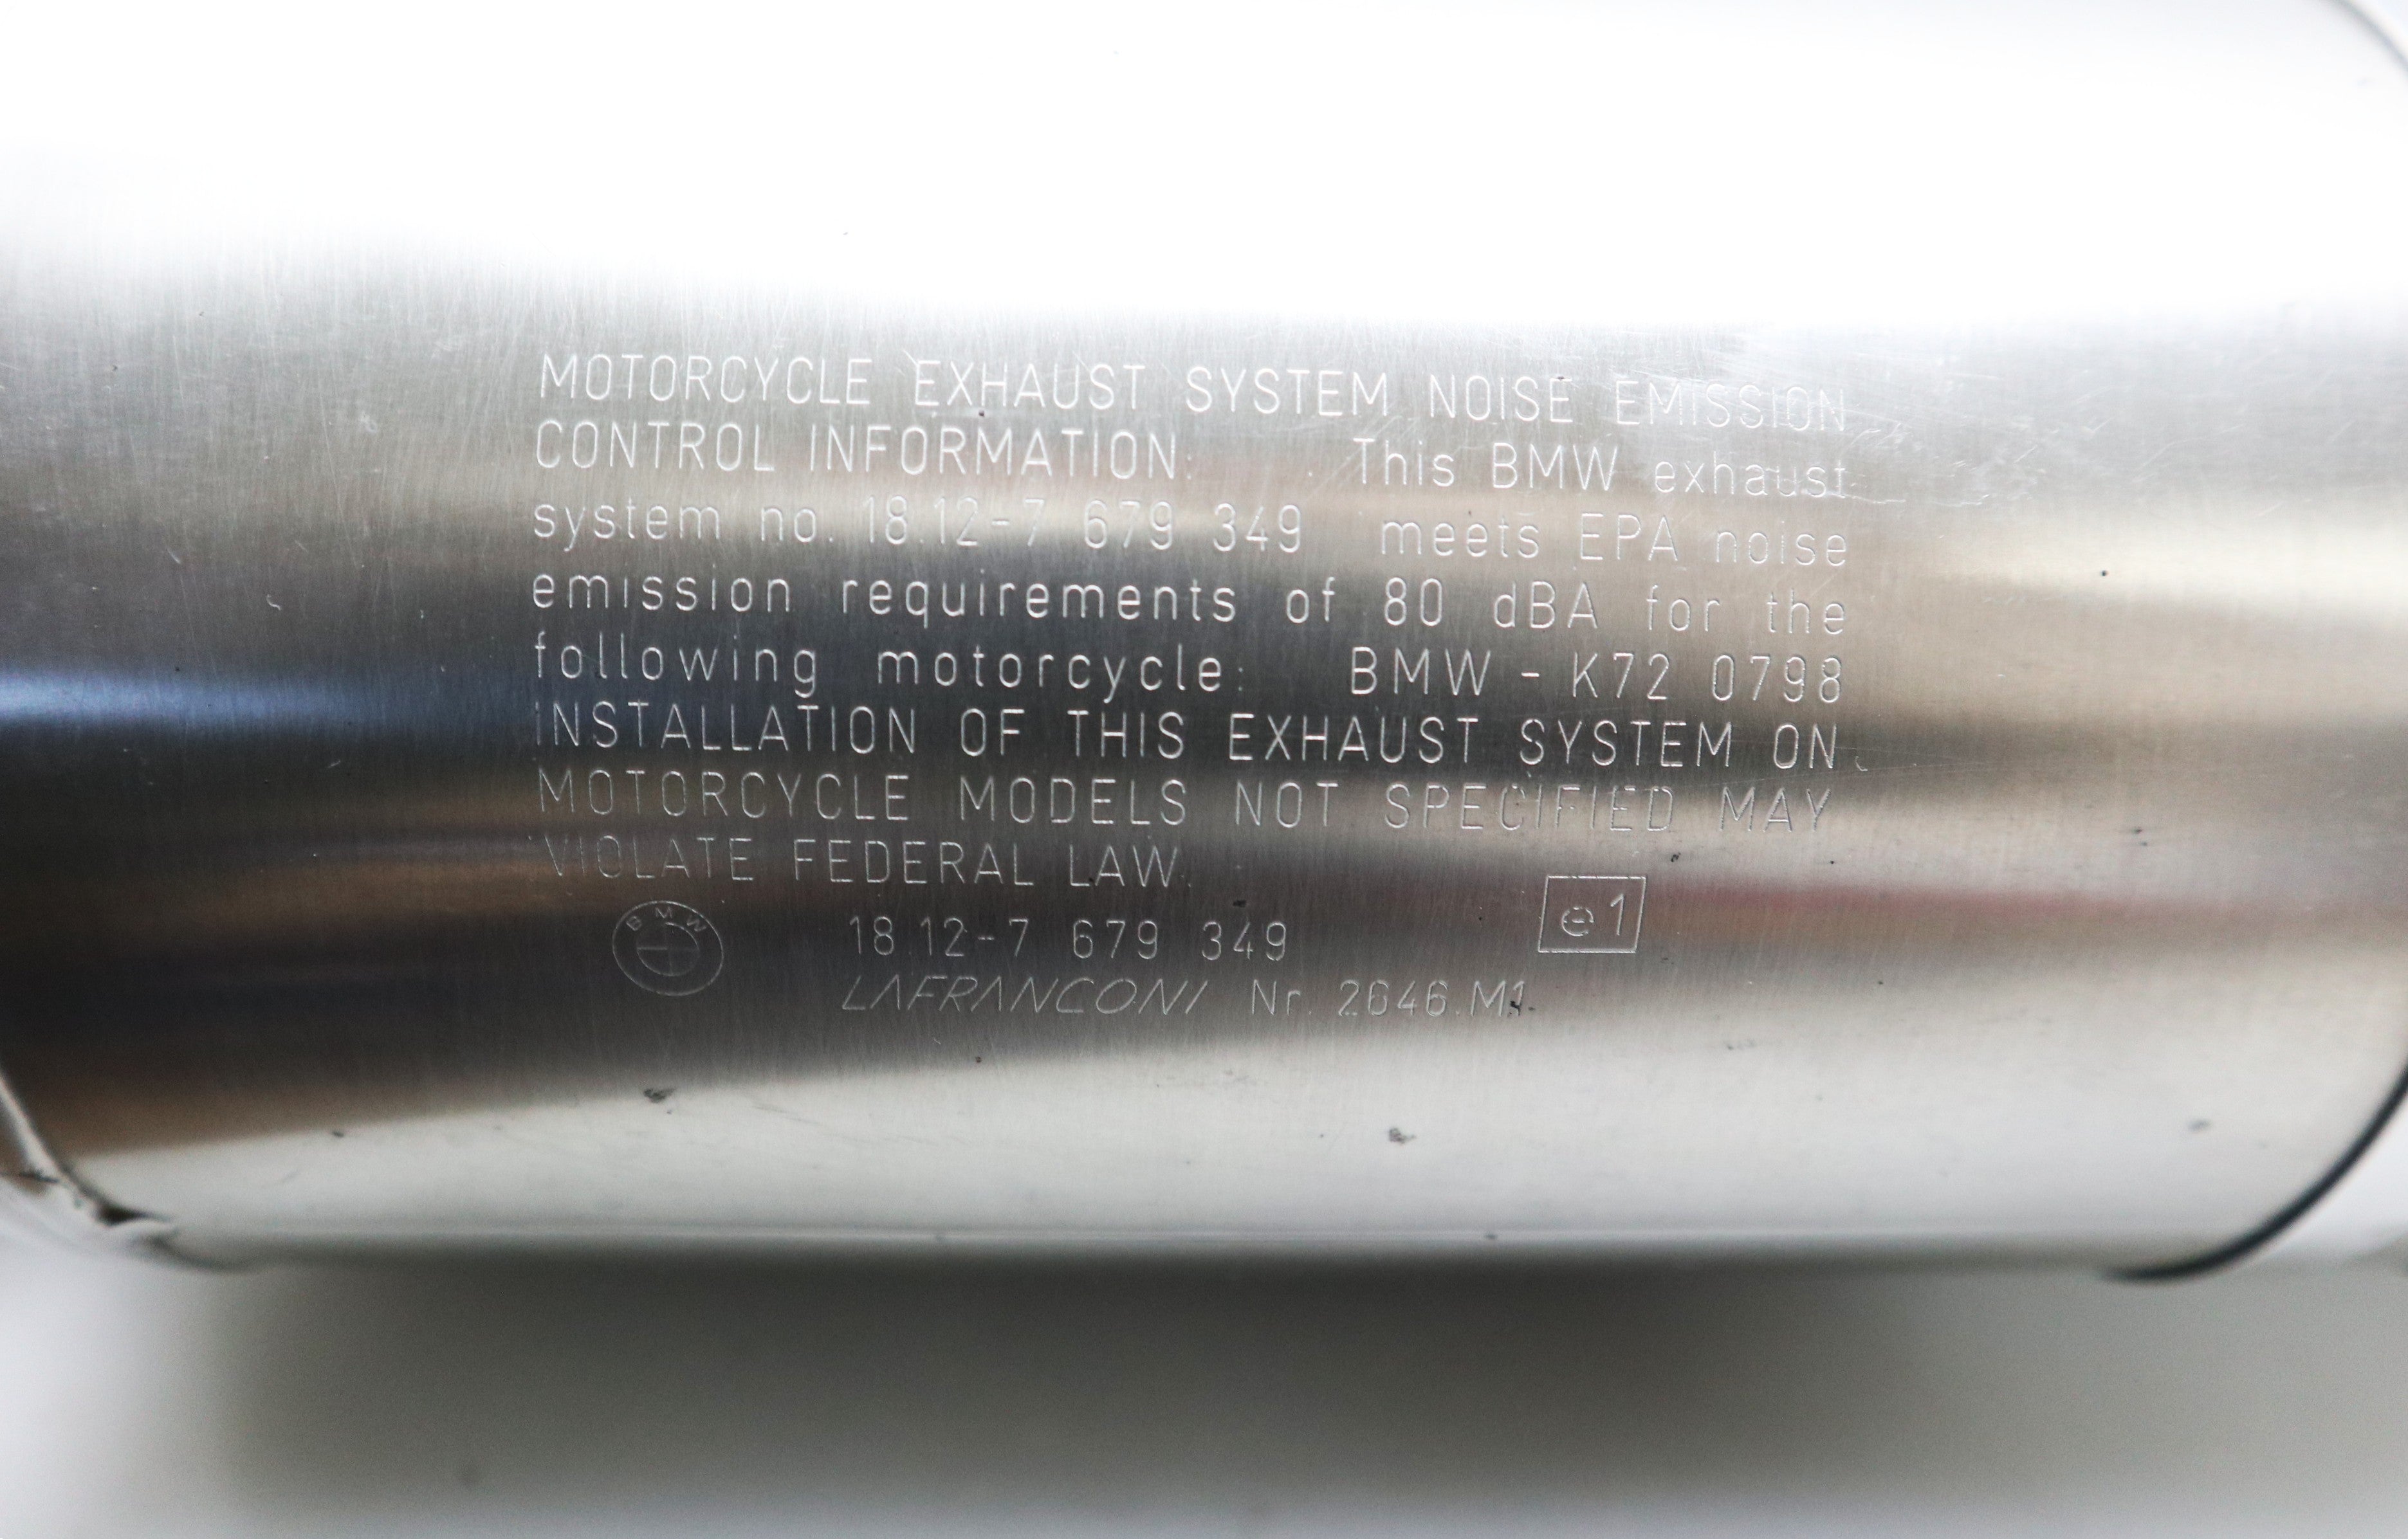 MOTORCYCLE EXHAUST SYSTEM NOISE EMISSION
CONTROL INFORMATION: This BMW exhaust
system no. 18.12-7 679 349 meets EPA noise
emission requirements of 80 dBA for the
following motorcycle: BMW - K72 0798
INSTALLATION OF THIS EXHAUST SYSTEM ON
MOTORCYCLE MODELS NOT SPECIFIED MAY
VIOLATE FEDERAL LAW.
BMW 18.12-7 679 349 e1
LAFRANCONI Nr. 2646.M1